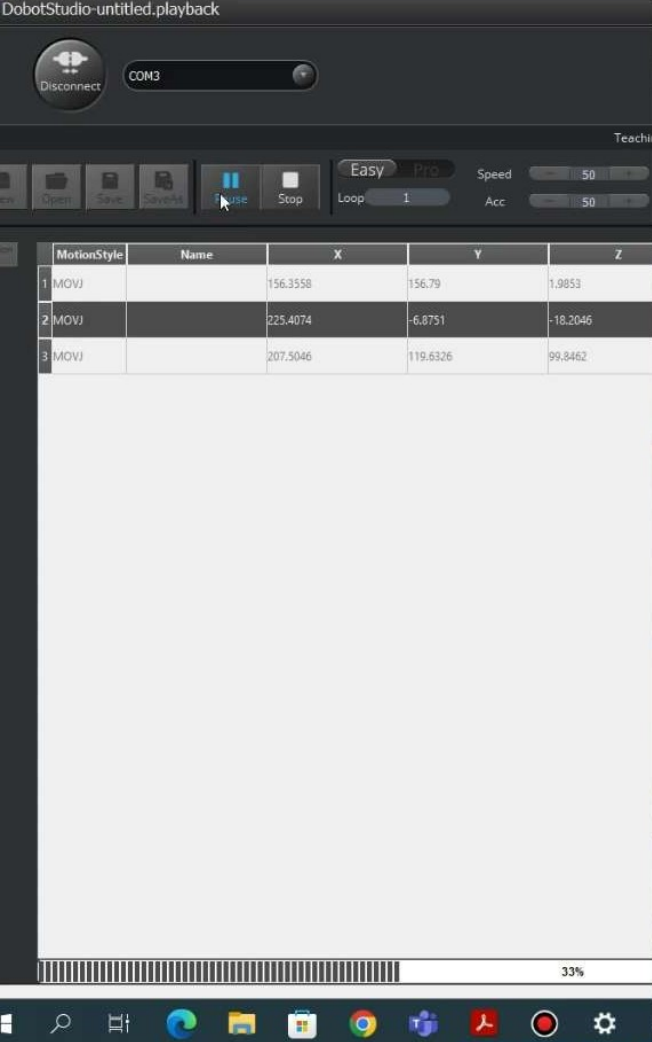 DobotStudio-untitled.playback
Disconnect
COM3
Teachi
Open Save SaveAs Pause Stop
Easy Pro
Loop 1
Speed - 50 +
Acc - 50 +
MotionStyle Name X Y Z
1 MOVJ 156.3558 156.79 1.9853
2 MOVJ 225.4074 -6.8751 -18.2046
3 MOVJ 207.5046 119.6326 99.8462
33%